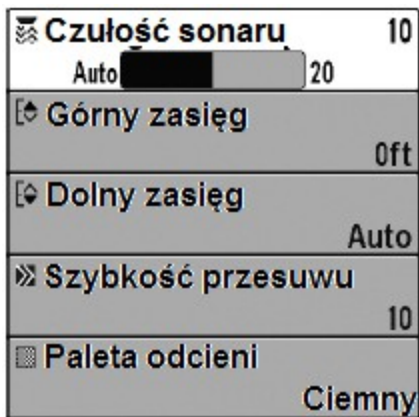 Czułość sonaru 10
Auto 20
Górny zasięg
0ft
Dolny zasięg
Auto
Szybkość przesuwu
10
Paleta odcieni
Ciemny